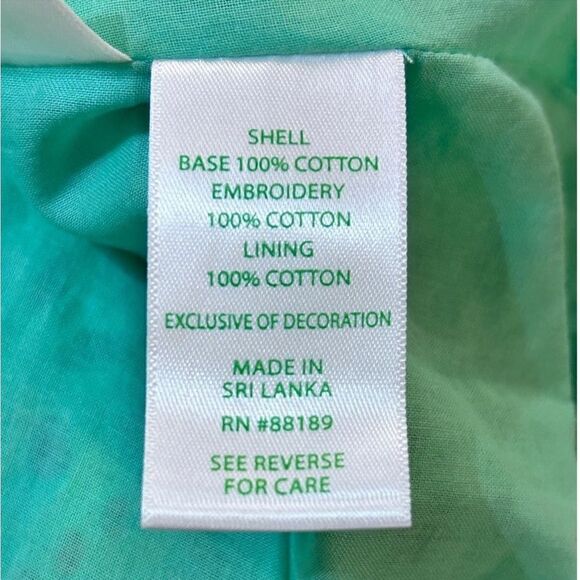 SHELL
BASE 100% COTTON
EMBROIDERY
100% COTTON
LINING
100% COTTON
EXCLUSIVE OF DECORATION
MADE IN
SRI LANKA
RN #88189
SEE REVERSE
FOR CARE